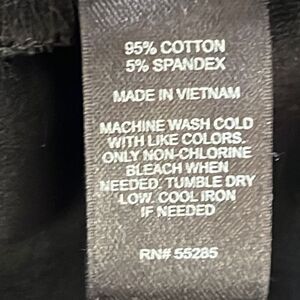 95% COTTON
5% SPANDEX
MADE IN VIETNAM
MACHINE WASH COLD
WITH LIKE COLORS.
ONLY NON-CHLORINE
BLEACH WHEN
NEEDED. TUMBLE DRY
LOW. COOL IRON
IF NEEDED
RN# 55285